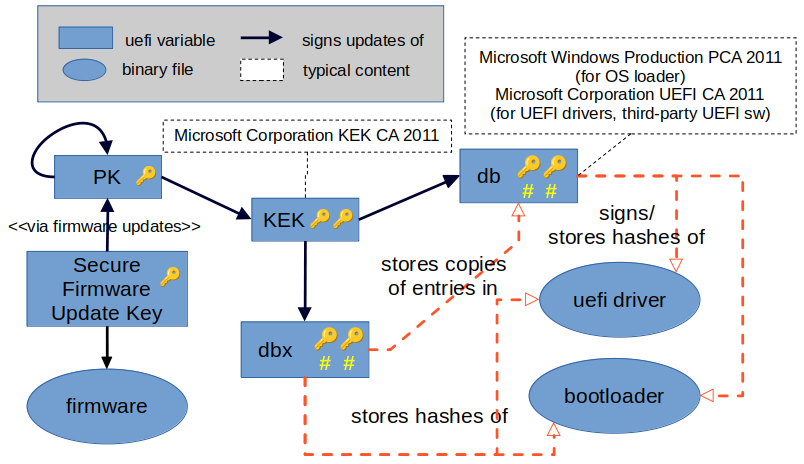 uefi variable
signs updates of
binary file
typical content
Microsoft Windows Production PCA 2011
(for OS loader)
Microsoft Corporation UEFI CA 2011
(for UEFI drivers, third-party UEFI sw)
Microsoft Corporation KEK CA 2011
PK
db
# #
KEK
<<via firmware updates>>
signs/
stores hashes of
Secure
Firmware
Update Key
stores copies
of entries in
uefi driver
dbx
# #
firmware
bootloader
stores hashes of